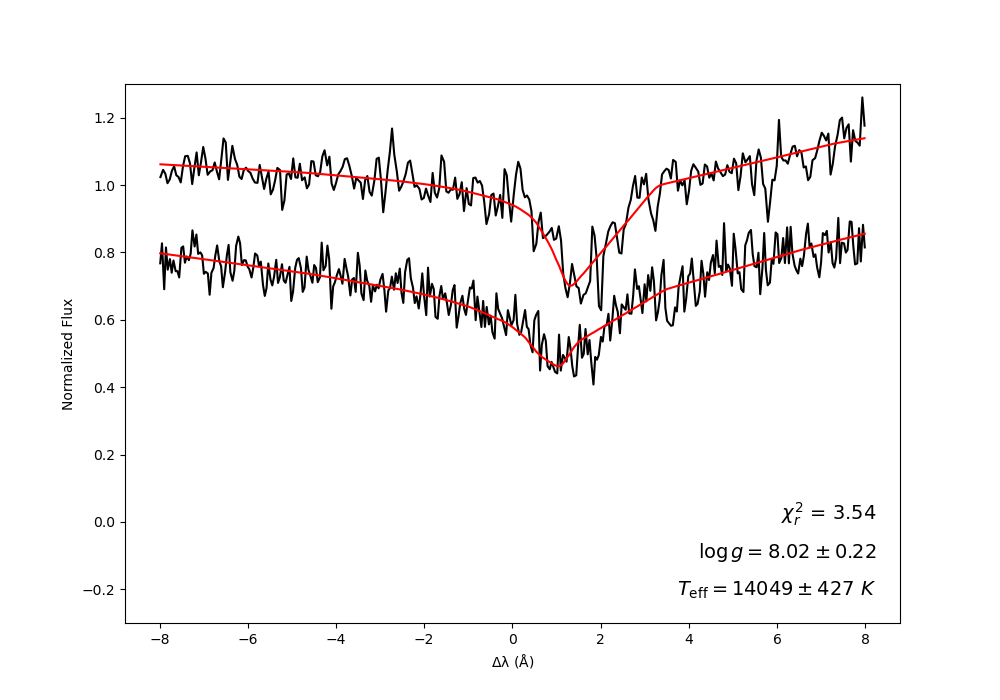 1.2
1.0
0.8
0.6
0.4
0.2
0.0
−0.2
Normalized Flux
χ²ᵣ = 3.54
log g = 8.02 ± 0.22
T_eff = 14049 ± 427 K
−8 −6 −4 −2 0 2 4 6 8
Δλ (Å)